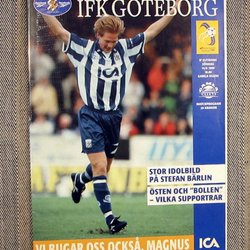 IFK GÖTEBORG
ICA
STOR IDOLBILD
PÅ STEFAN BÄRLIN
ÖSTEN OCH "BOLLEN"
- VILKA SUPPORTRAR
VI BUGAR OSS OCKSÅ, MAGNUS
ICA